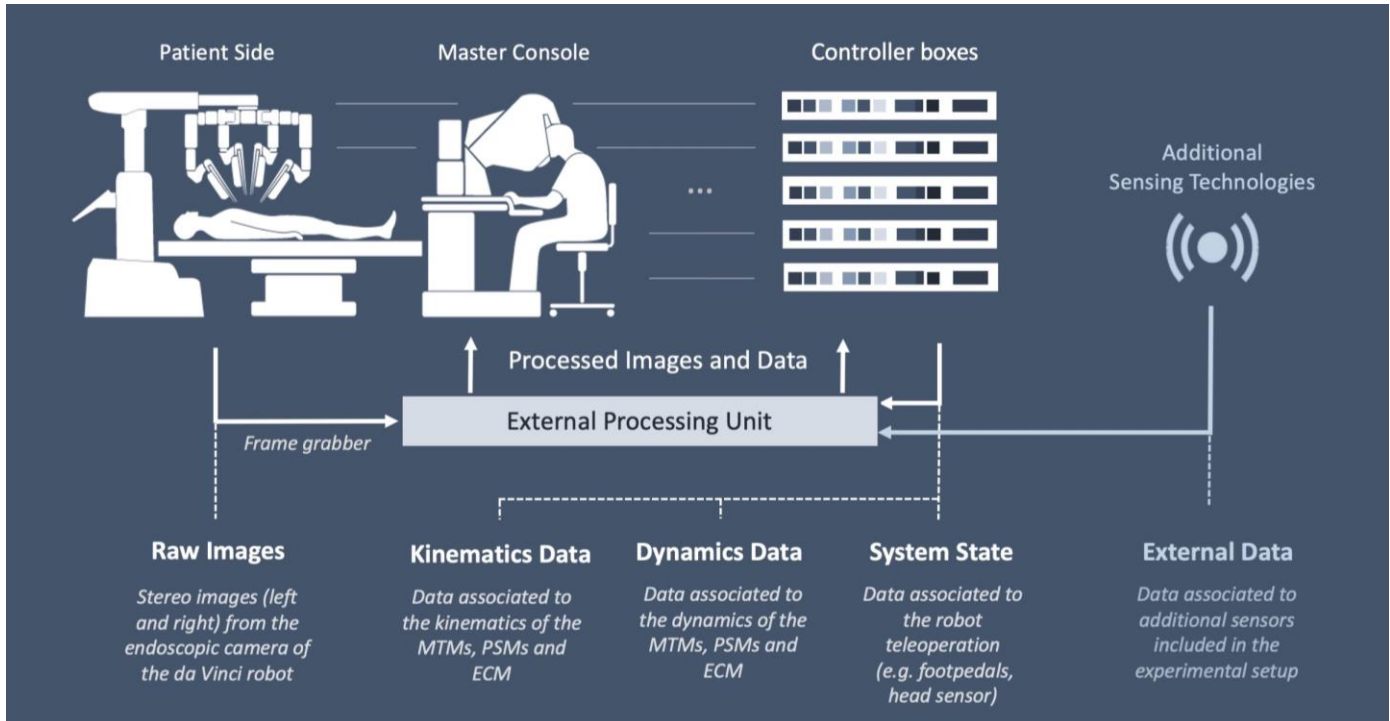 Patient Side
Master Console
Controller boxes
Additional
Sensing Technologies
...
Processed Images and Data
External Processing Unit
Frame grabber
Raw Images
Stereo images (left
and right) from the
endoscopic camera of
the da Vinci robot
Kinematics Data
Data associated to
the kinematics of the
MTMs, PSMs and
ECM
Dynamics Data
Data associated to
the dynamics of the
MTMs, PSMs and
ECM
System State
Data associated to
the robot
teleoperation
(e.g. footpedals,
head sensor)
External Data
Data associated to
additional sensors
included in the
experimental setup